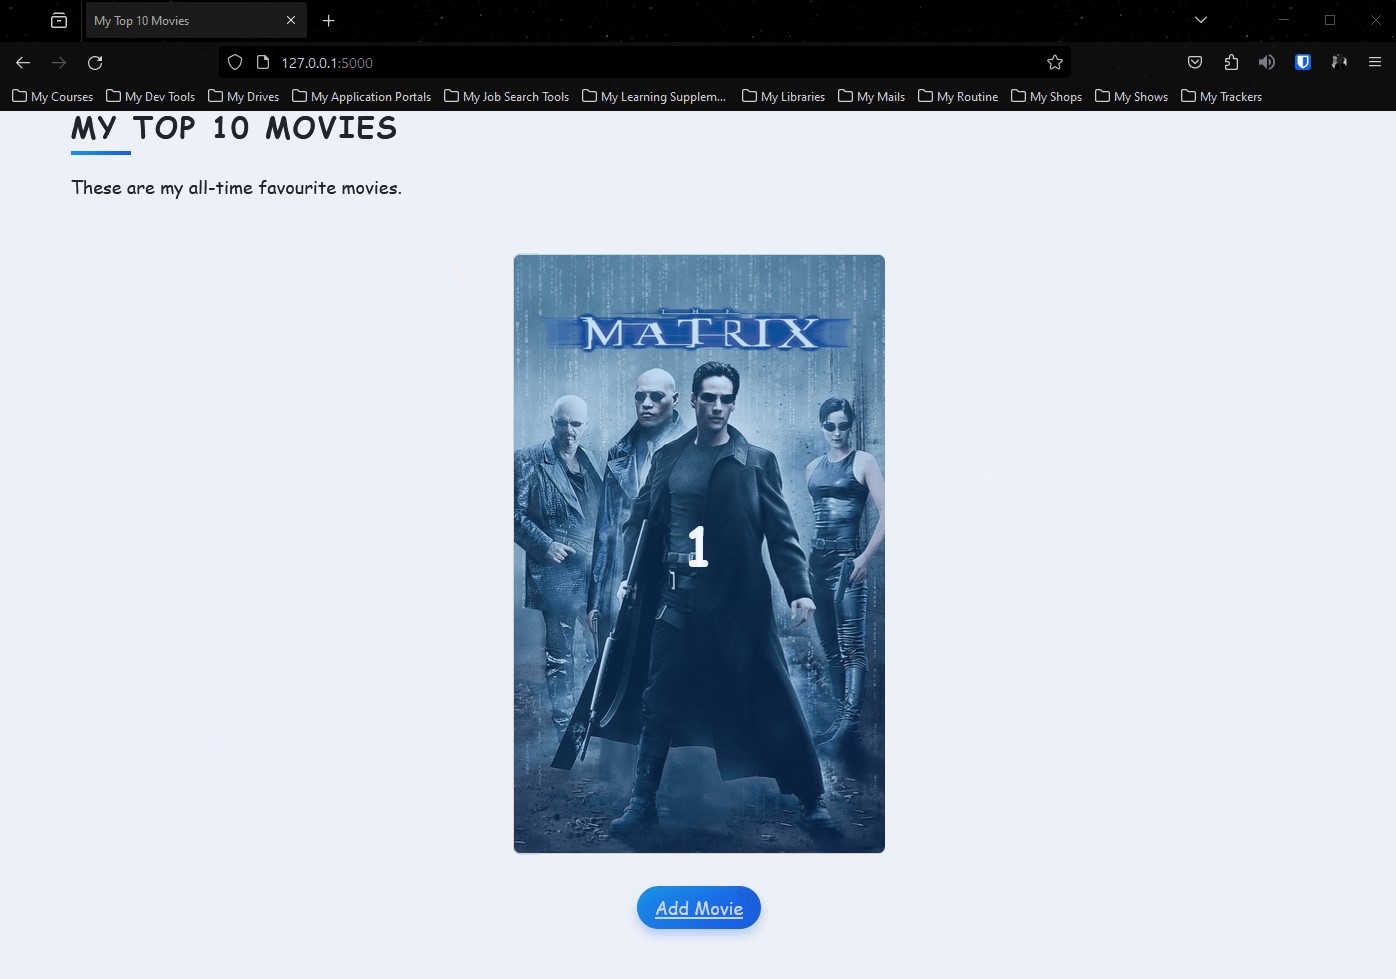 My Top 10 Movies
127.0.0.1:5000
My Courses My Dev Tools My Drives My Application Portals My Job Search Tools My Learning Supplem... My Libraries My Mails My Routine My Shops My Shows My Trackers
MY TOP 10 MOVIES
These are my all-time favourite movies.
THE
MATRIX
1
Add Movie